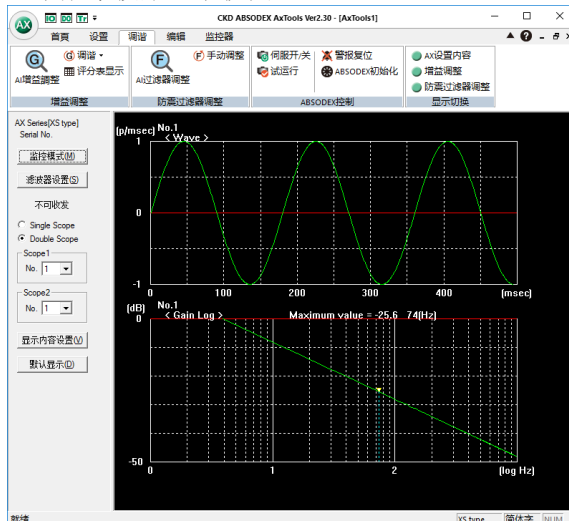 AX
IO
DD
Tr
CKD ABSODEX AxTools Ver2.30 - [AxTools1]
首頁 设置 调谐 编辑 监控器
G
AI增益調整
G 调谐
评分表显示
增益调整
F
AI过滤器调整
F 手动调整
防震过滤器调整
伺服开/关
试运行
警报复位
ABSODEX初始化
ABSODEX控制
AX设置内容
增益调整
防震过滤器调整
显示切换
AX Series[XS type]
Serial No.
监控模式(M)
滤波器设置(S)
不可收发
Single Scope
Double Scope
Scope1
No. 1
Scope2
No. 1
显示内容设置(V)
默认显示(D)
[p/msec] No.1
< Wave >
1
0
-1
0 100 200 300 400 [msec]
[dB] No.1
0 < Gain Log > Maximum value = -25.6 74[Hz]
-50
0 1 2 [log Hz]
就绪
XS type 简体字 NUM